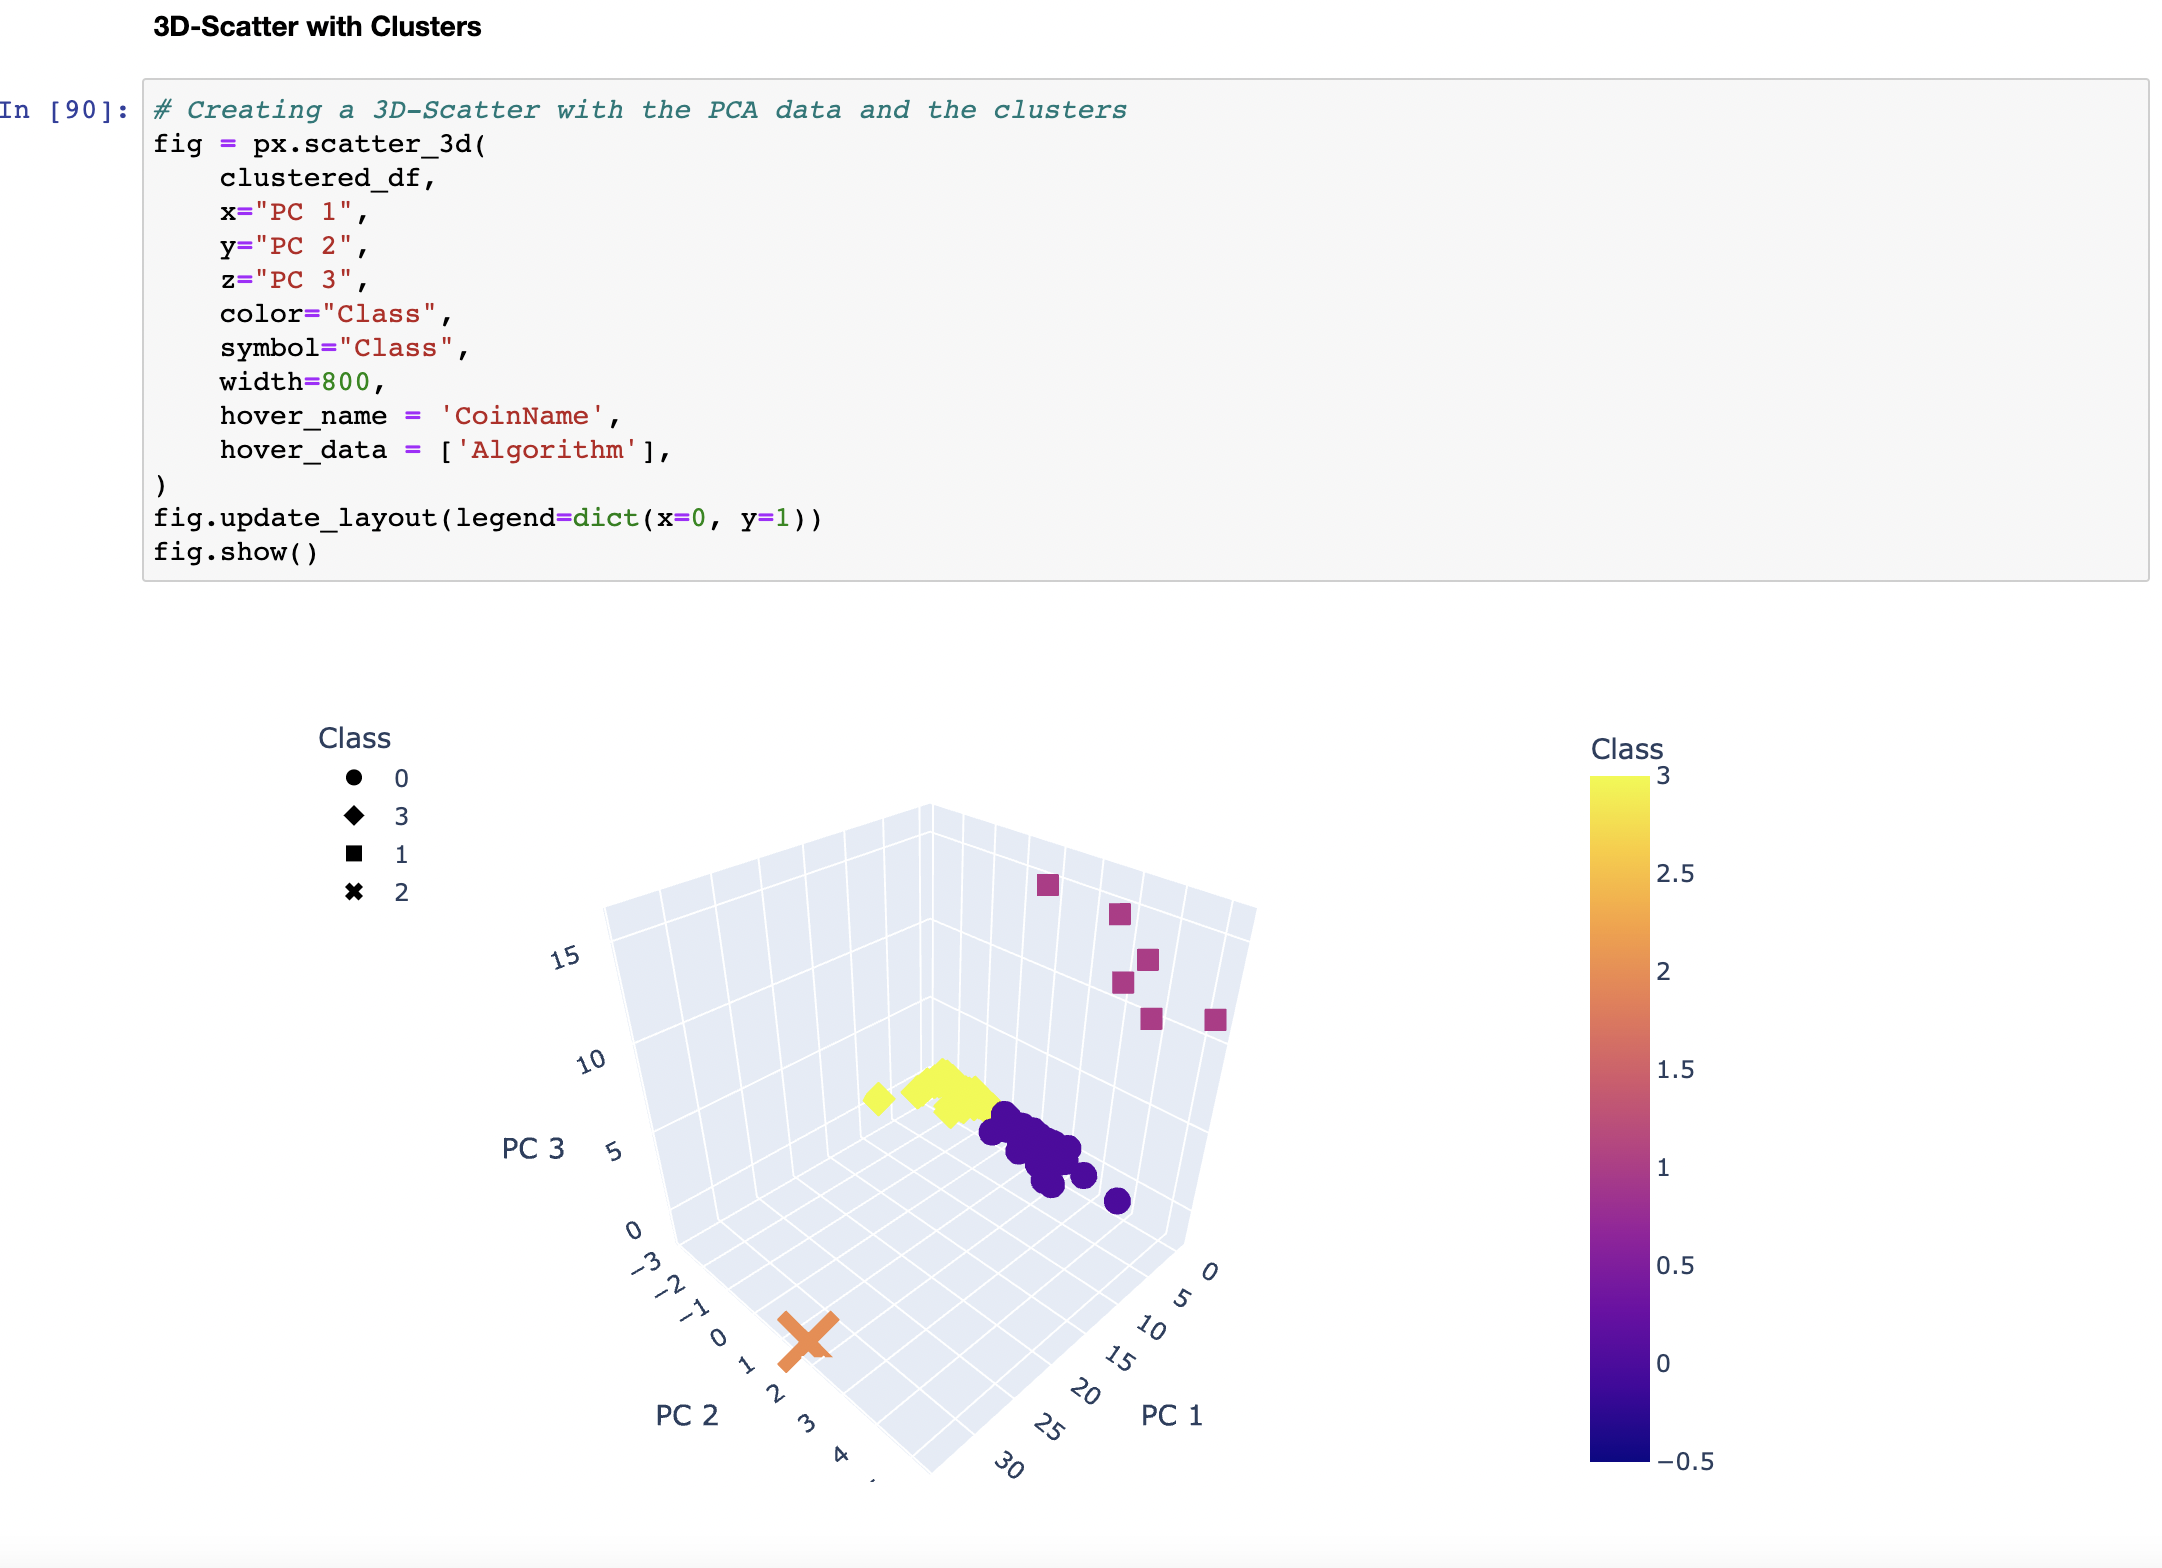 3D-Scatter with Clusters
In [90]:
# Creating a 3D-Scatter with the PCA data and the clusters
fig = px.scatter_3d(
    clustered_df,
    x="PC 1",
    y="PC 2",
    z="PC 3",
    color="Class",
    symbol="Class",
    width=800,
    hover_name = 'CoinName',
    hover_data = ['Algorithm'],
)
fig.update_layout(legend=dict(x=0, y=1))
fig.show()
Class
0
3
1
2
15
10
5
0
PC 3
−3
−2
−1
0
1
2
3
4
PC 2
0
5
10
15
20
25
30
PC 1
Class
3
2.5
2
1.5
1
0.5
0
−0.5